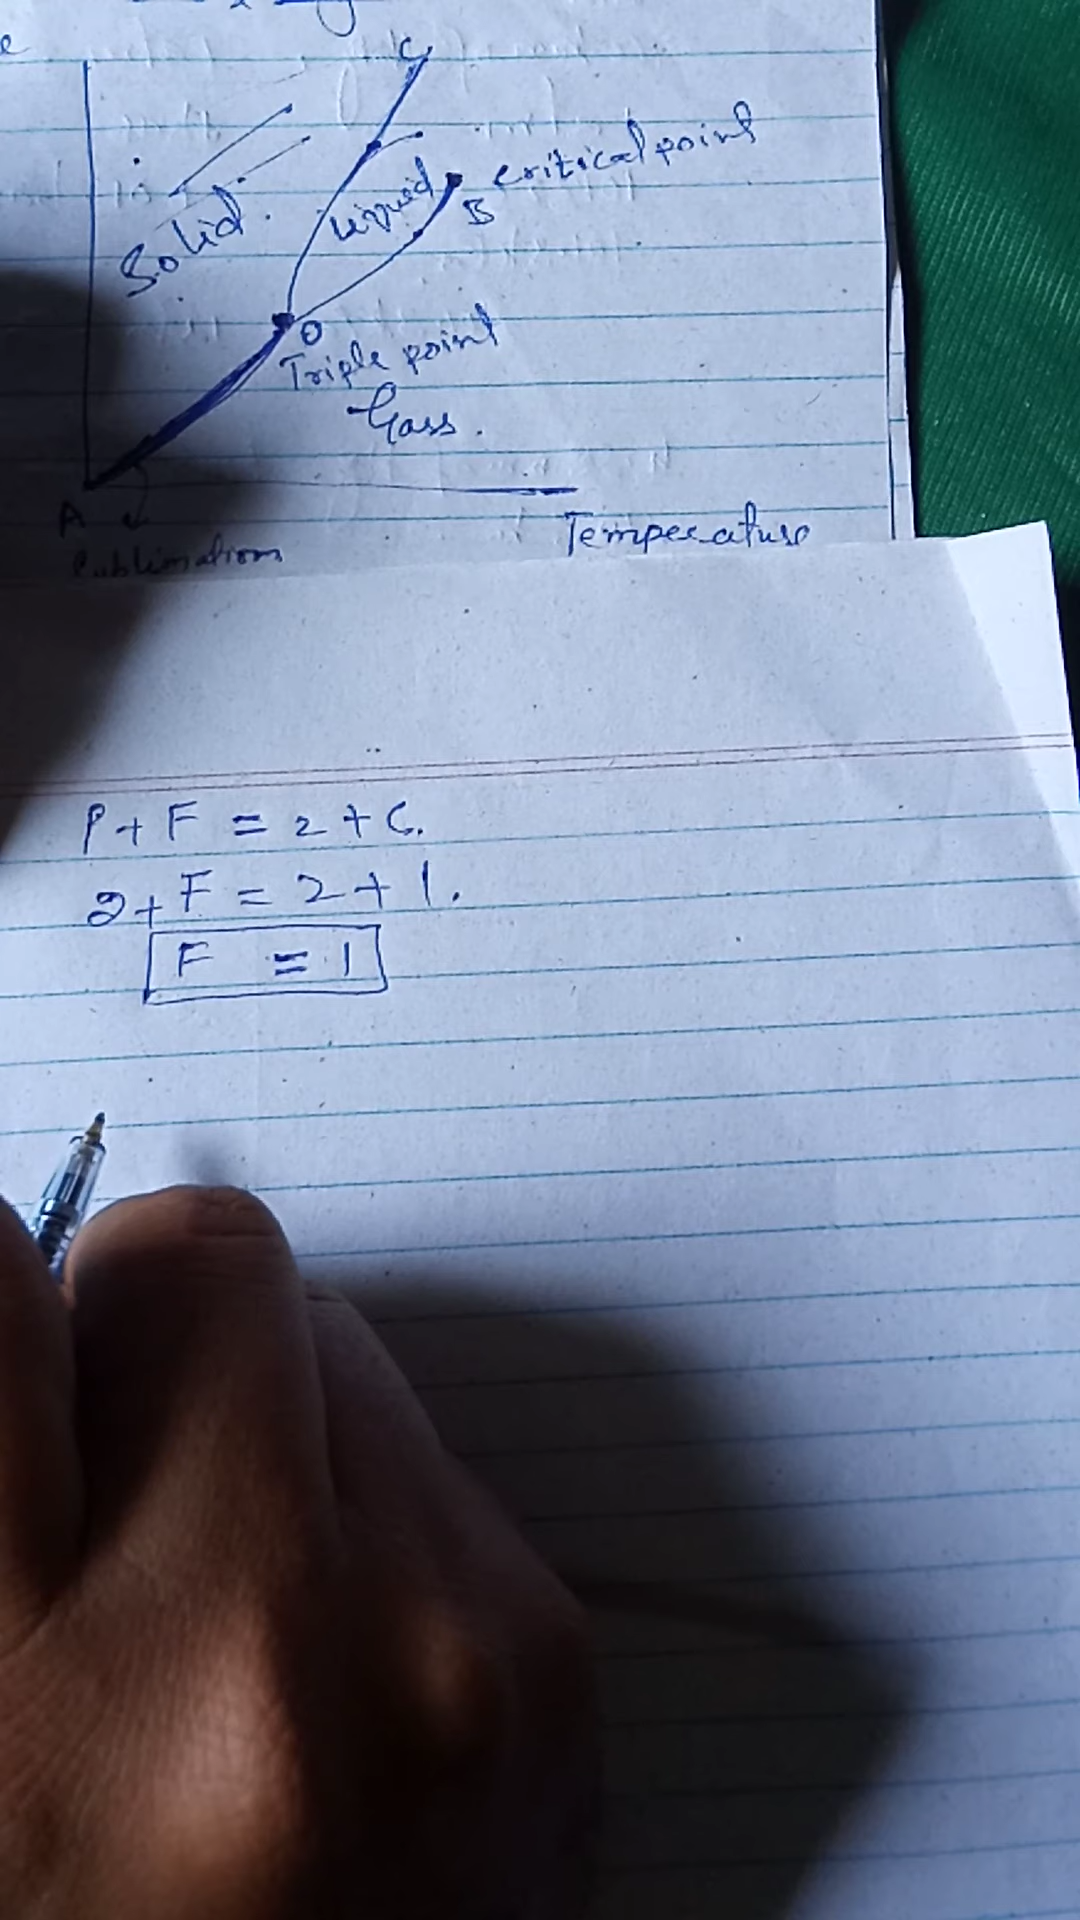 C
critical point
Liquid
B
Solid.
O
Triple point
Gass.
A
Sublimation
Temperature
P + F = 2 + C.
2 + F = 2 + 1.
F = 1